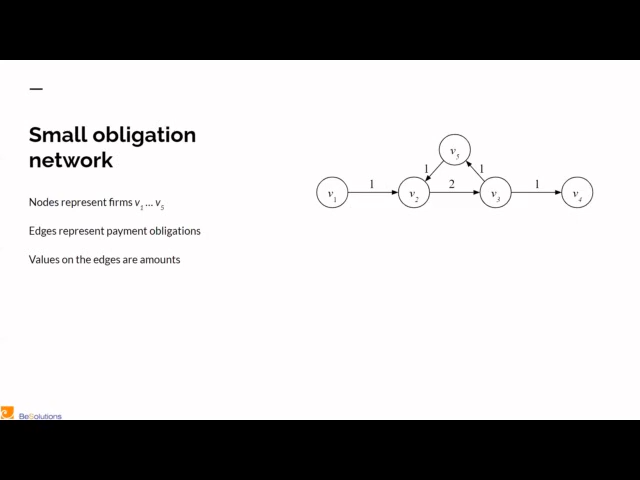 Small obligation
network
Nodes represent firms v1 ... v5
Edges represent payment obligations
Values on the edges are amounts
v5
1
1
v1
1
v2
2
v3
1
v4
BeSolutions